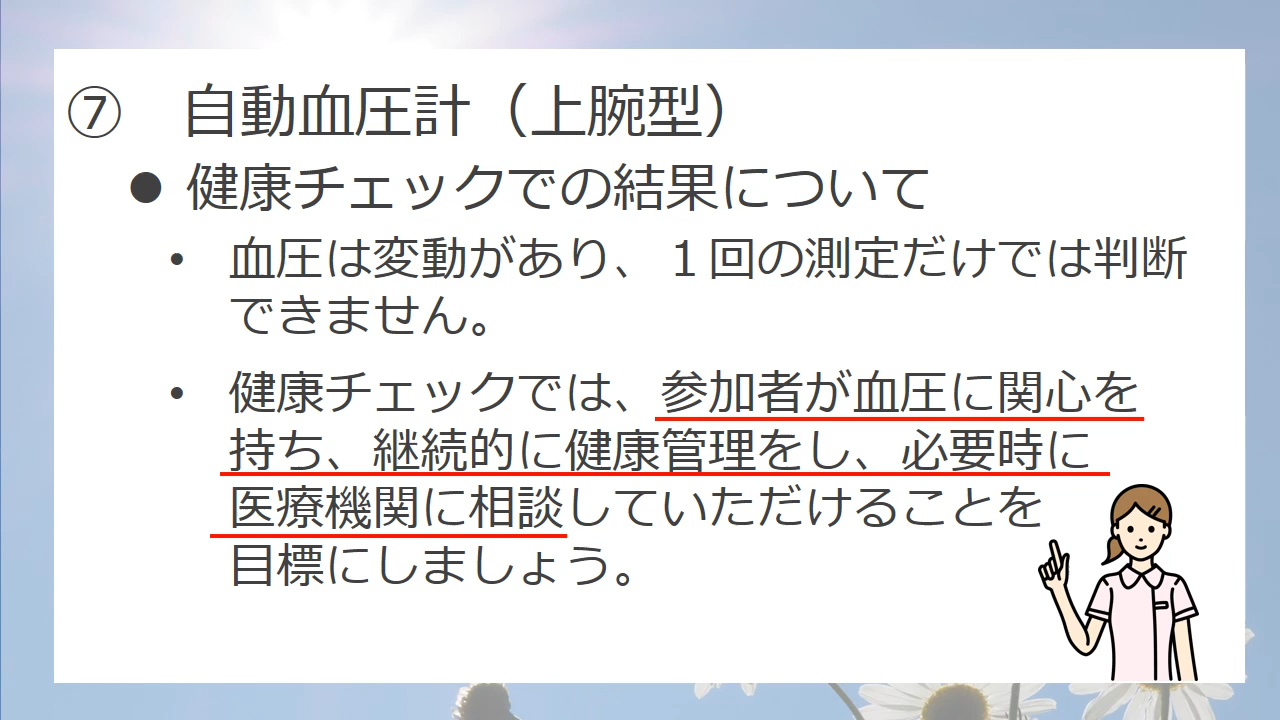 ⑦　自動血圧計（上腕型）
● 健康チェックでの結果について
• 血圧は変動があり、１回の測定だけでは判断
できません。
• 健康チェックでは、参加者が血圧に関心を
持ち、継続的に健康管理をし、必要時に
医療機関に相談していただけることを
目標にしましょう。